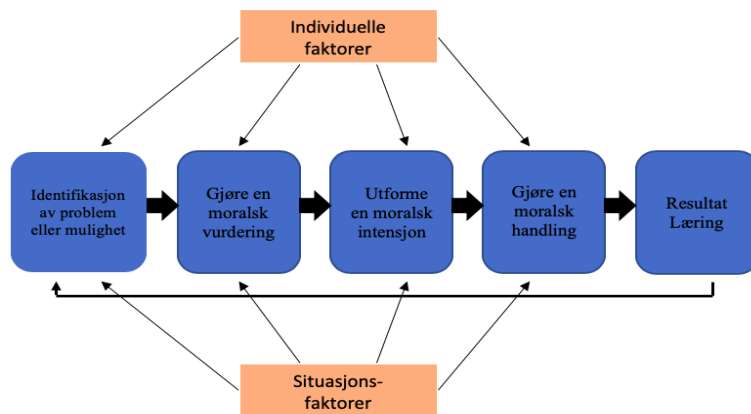 Individuelle
faktorer
Identifikasjon
av problem
eller mulighet
Gjøre en
moralsk
vurdering
Utforme
en moralsk
intensjon
Gjøre en
moralsk
handling
Resultat
Læring
Situasjons-
faktorer